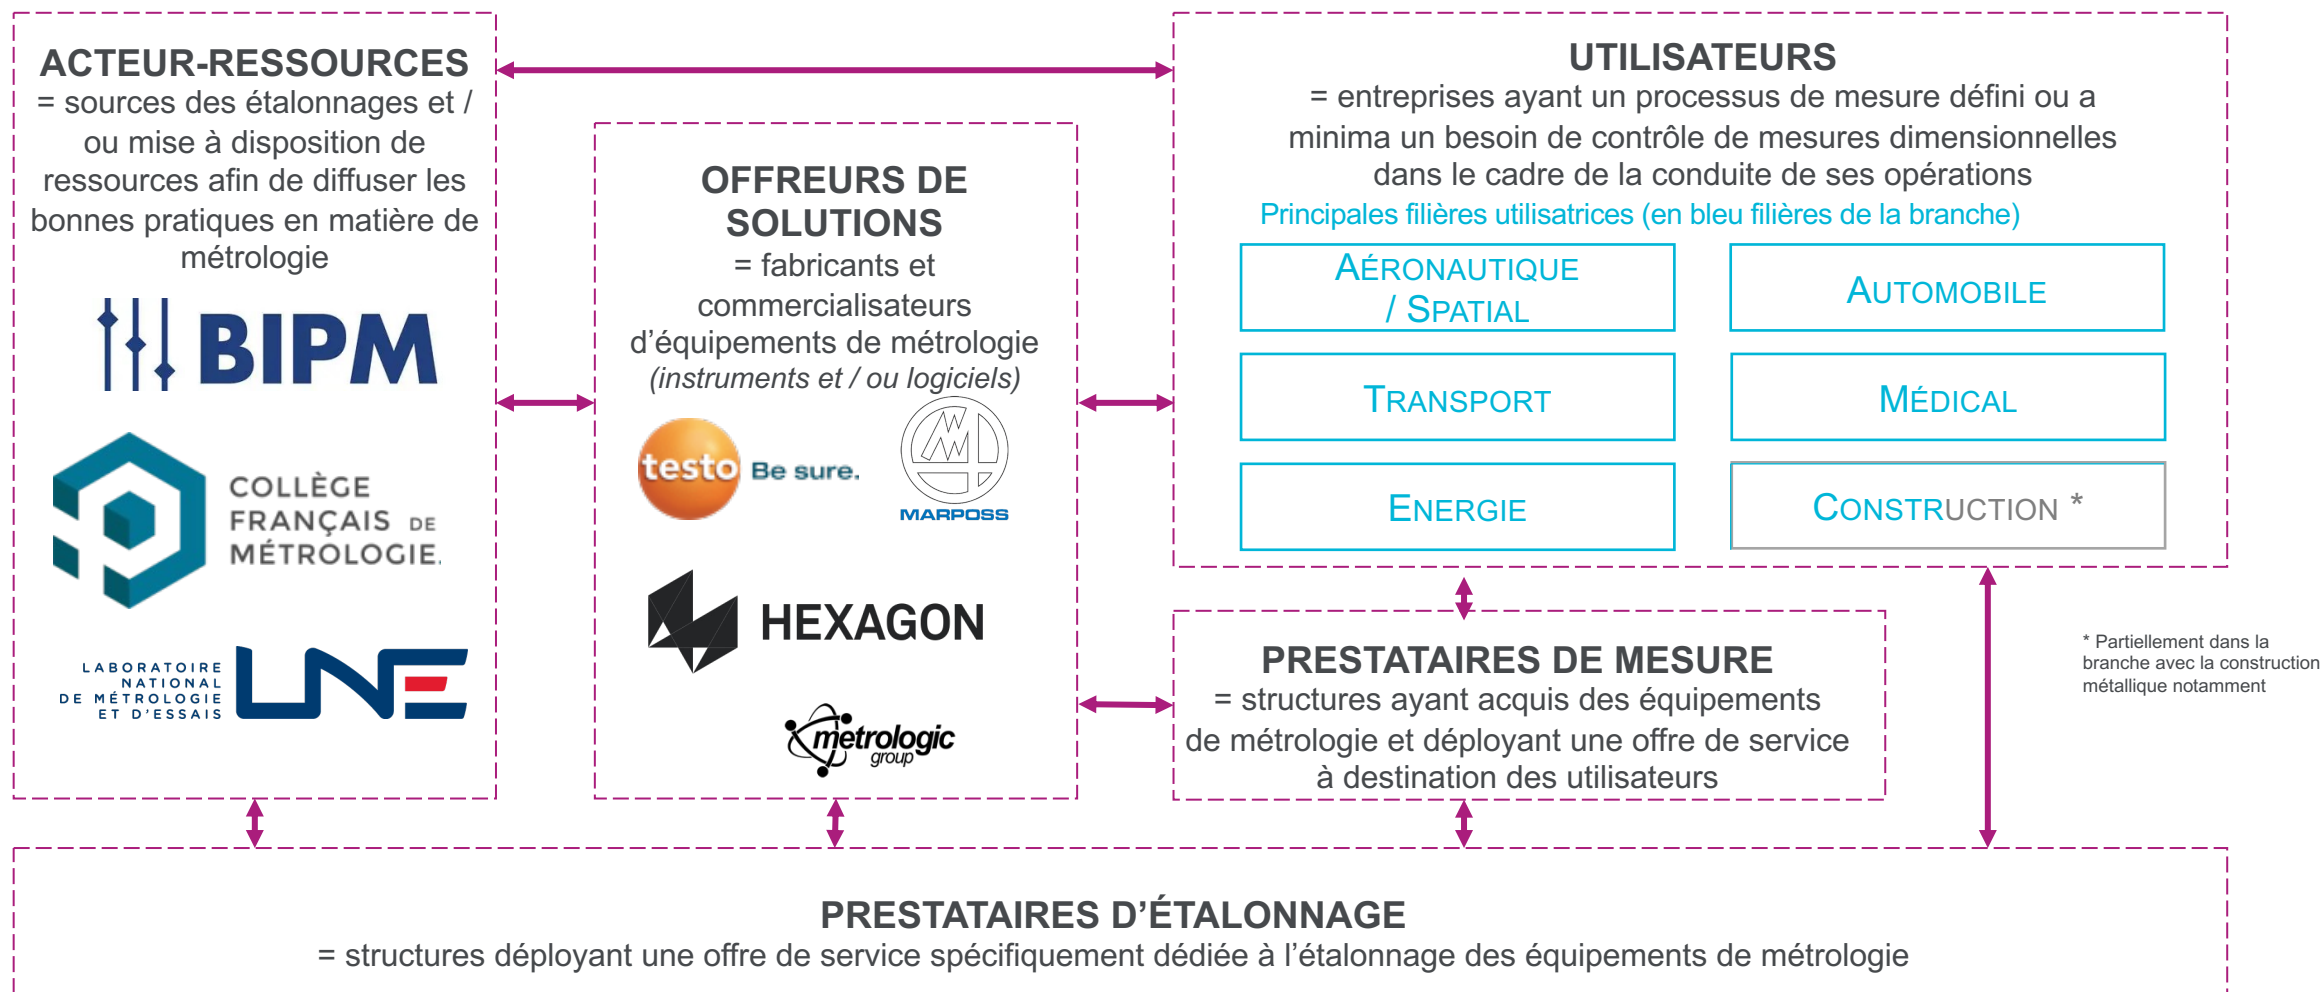 ACTEUR-RESSOURCES
= sources des étalonnages et /
ou mise à disposition de
ressources afin de diffuser les
bonnes pratiques en matière de
métrologie
BIPM
COLLÈGE
FRANÇAIS DE
MÉTROLOGIE.
LABORATOIRE
NATIONAL
DE MÉTROLOGIE
ET D'ESSAIS
LNE
OFFREURS DE
SOLUTIONS
= fabricants et
commercialisateurs
d’équipements de métrologie
(instruments et / ou logiciels)
testo Be sure.
MARPOSS
HEXAGON
metrologic
group
UTILISATEURS
= entreprises ayant un processus de mesure défini ou a
minima un besoin de contrôle de mesures dimensionnelles
dans le cadre de la conduite de ses opérations
Principales filières utilisatrices (en bleu filières de la branche)
AÉRONAUTIQUE
/ SPATIAL
AUTOMOBILE
TRANSPORT
MÉDICAL
ENERGIE
CONSTRUCTION *
* Partiellement dans la
branche avec la construction
métallique notamment
PRESTATAIRES DE MESURE
= structures ayant acquis des équipements
de métrologie et déployant une offre de service
à destination des utilisateurs
PRESTATAIRES D’ÉTALONNAGE
= structures déployant une offre de service spécifiquement dédiée à l’étalonnage des équipements de métrologie